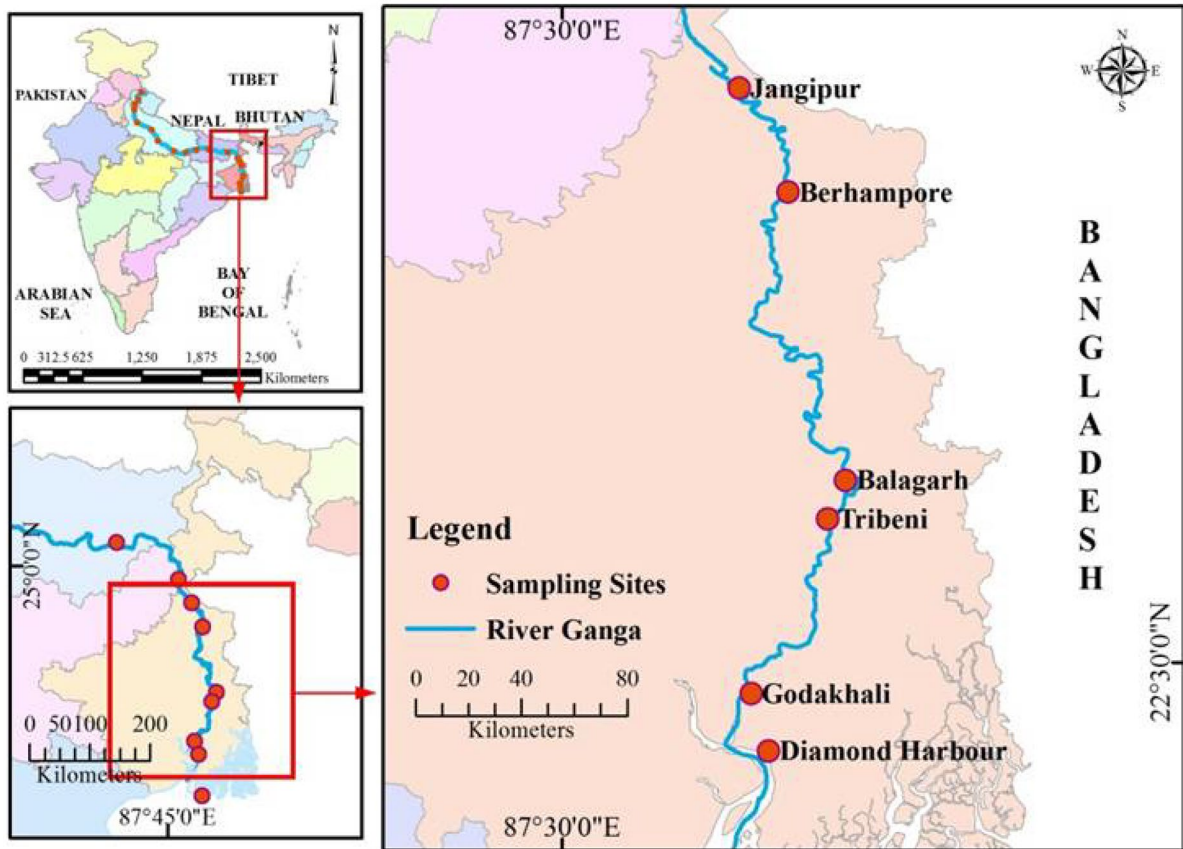 N
TIBET
PAKISTAN
NEPAL
BHUTAN
ARABIAN
SEA
BAY
OF
BENGAL
0 312.5 625 1,250 1,875 2,500
Kilometers
25°0'0"N
0 50 100 200
Kilometers
87°45'0"E
87°30'0"E
N
W E
S
Jangipur
Berhampore
B
A
N
G
L
A
D
E
S
H
Balagarh
Tribeni
Legend
Sampling Sites
River Ganga
0 20 40 80
Kilometers
22°30'0"N
Godakhali
Diamond Harbour
87°30'0"E